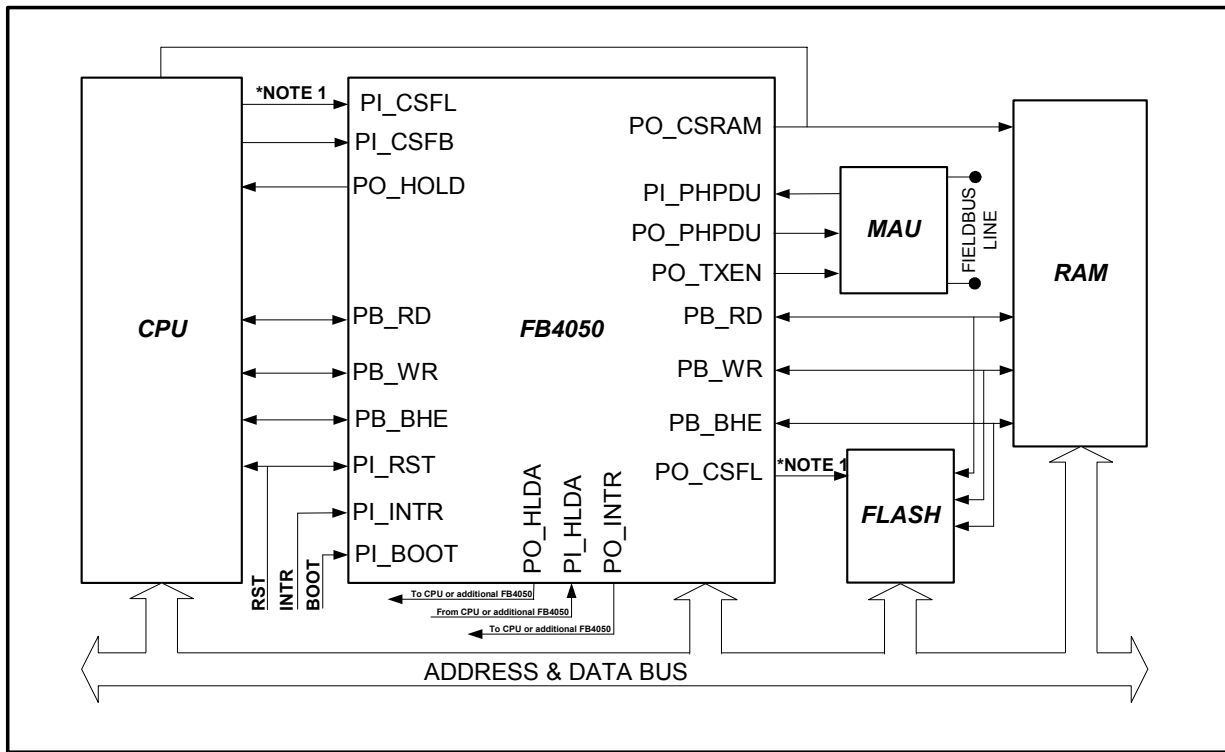 *NOTE 1
PI_CSFL
PI_CSFB
PO_HOLD
PO_CSRAM
PI_PHPDU
PO_PHPDU
PO_TXEN
MAU
FIELDBUS
LINE
RAM
CPU
PB_RD
FB4050
PB_RD
PB_WR
PB_WR
PB_BHE
PB_BHE
PI_RST
PO_CSFL
*NOTE 1
PI_INTR
PI_BOOT
PO_HLDA
PI_HLDA
PO_INTR
FLASH
RST
INTR
BOOT
To CPU or additional FB4050
From CPU or additional FB4050
To CPU or additional FB4050
ADDRESS & DATA BUS